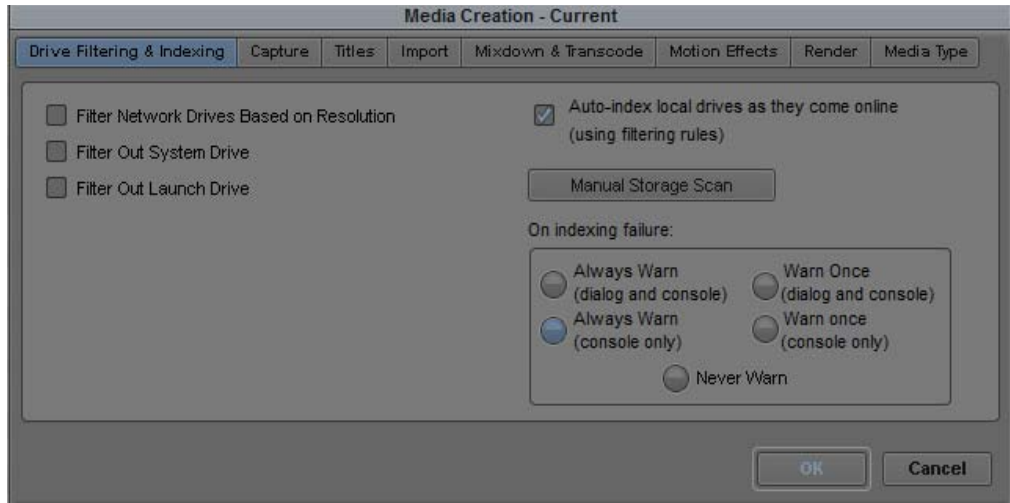 Media Creation - Current
Drive Filtering & Indexing
Capture
Titles
Import
Mixdown & Transcode
Motion Effects
Render
Media Type
Filter Network Drives Based on Resolution
Filter Out System Drive
Filter Out Launch Drive
Auto-index local drives as they come online
(using filtering rules)
Manual Storage Scan
On indexing failure:
Always Warn
(dialog and console)
Warn Once
(dialog and console)
Always Warn
(console only)
Warn once
(console only)
Never Warn
OK
Cancel